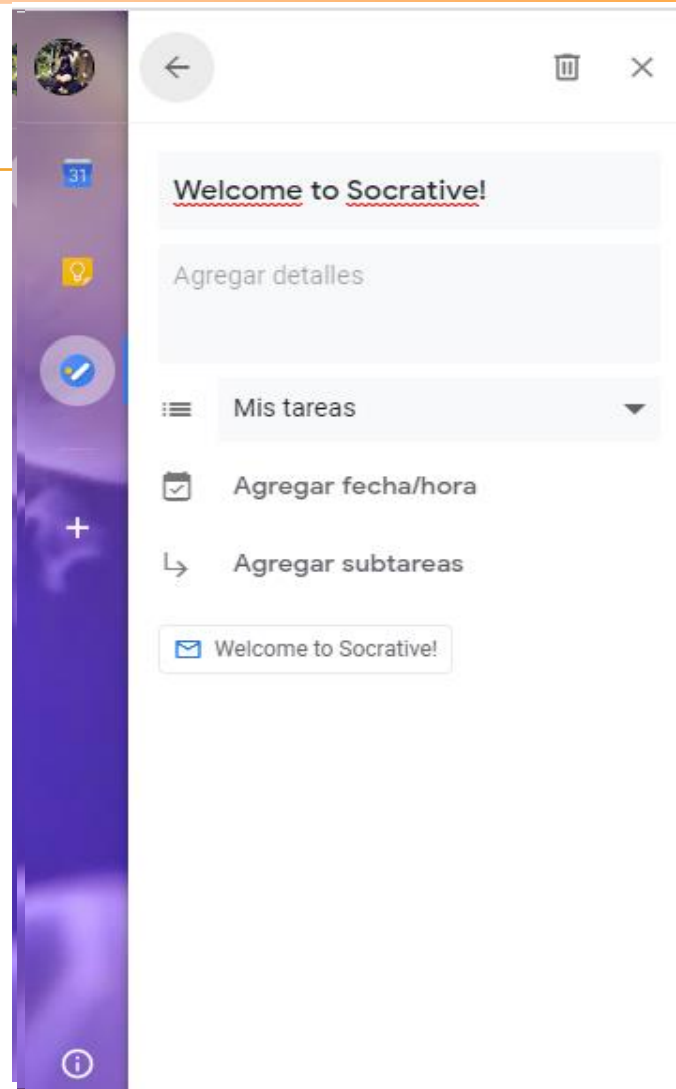 31
Welcome to Socrative!
Agregar detalles
Mis tareas
Agregar fecha/hora
Agregar subtareas
Welcome to Socrative!